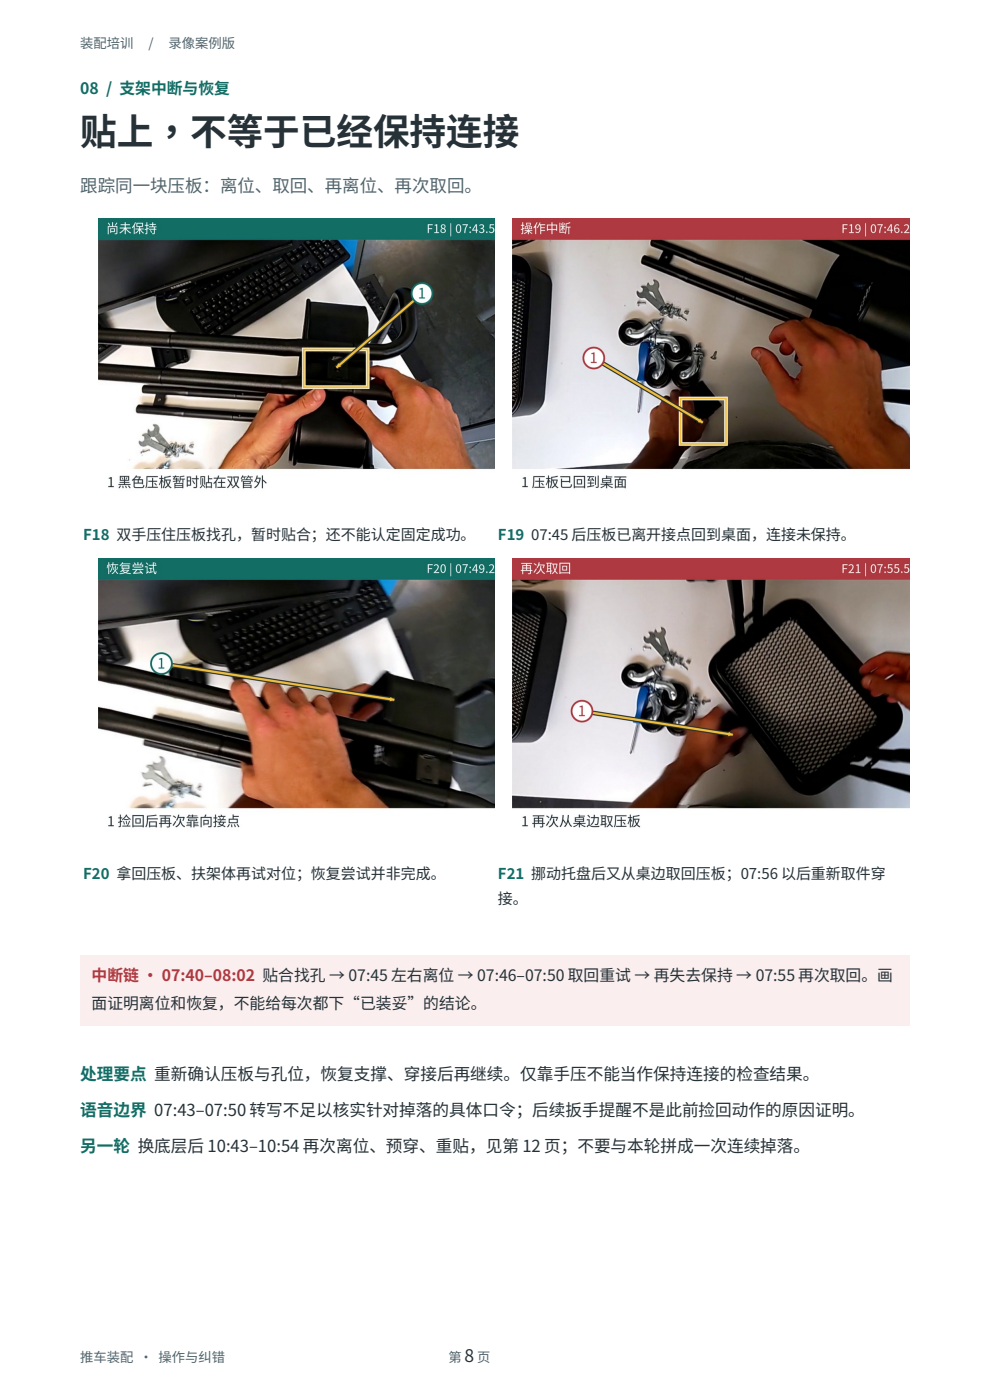 装配培训 / 录像案例版
08 / 支架中断与恢复
贴上，不等于已经保持连接
跟踪同一块压板：离位、取回、再离位、再次取回。
尚未保持 F18 | 07:43.5
操作中断 F19 | 07:46.2
1
1
1 黑色压板暂时贴在双管外
1 压板已回到桌面
F18 双手压住压板找孔，暂时贴合；还不能认定固定成功。
F19 07:45 后压板已离开接点回到桌面，连接未保持。
恢复尝试 F20 | 07:49.2
再次取回 F21 | 07:55.5
1
1
1 捡回后再次靠向接点
1 再次从桌边取压板
F20 拿回压板、扶架体再试对位；恢复尝试并非完成。
F21 挪动托盘后又从桌边取回压板；07:56 以后重新取件穿
接。
中断链 · 07:40–08:02 贴合找孔 → 07:45 左右离位 → 07:46–07:50 取回重试 → 再失去保持 → 07:55 再次取回。画
面证明离位和恢复，不能给每次都下“已装妥”的结论。
处理要点 重新确认压板与孔位，恢复支撑、穿接后再继续。仅靠手压不能当作保持连接的检查结果。
语音边界 07:43–07:50 转写不足以核实针对掉落的具体口令；后续扳手提醒不是此前捡回动作的原因证明。
另一轮 换底层后 10:43–10:54 再次离位、预穿、重贴，见第 12 页；不要与本轮拼成一次连续掉落。
推车装配 · 操作与纠错
第 8 页